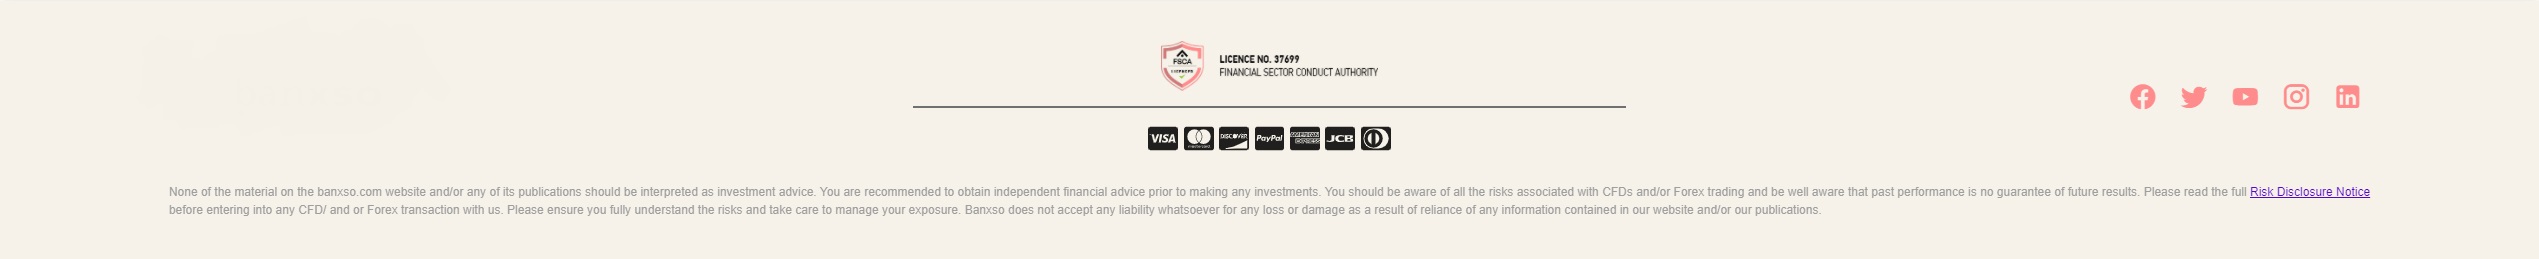 FSCA
LICENCE NO. 37699
FINANCIAL SECTOR CONDUCT AUTHORITY
VISA mastercard DISCOVER PayPal AMERICAN EXPRESS JCB
None of the material on the banxso.com website and/or any of its publications should be interpreted as investment advice. You are recommended to obtain independent financial advice prior to making any investments. You should be aware of all the risks associated with CFDs and/or Forex trading and be well aware that past performance is no guarantee of future results. Please read the full Risk Disclosure Notice
before entering into any CFD/ and or Forex transaction with us. Please ensure you fully understand the risks and take care to manage your exposure. Banxso does not accept any liability whatsoever for any loss or damage as a result of reliance of any information contained in our website and/or our publications.